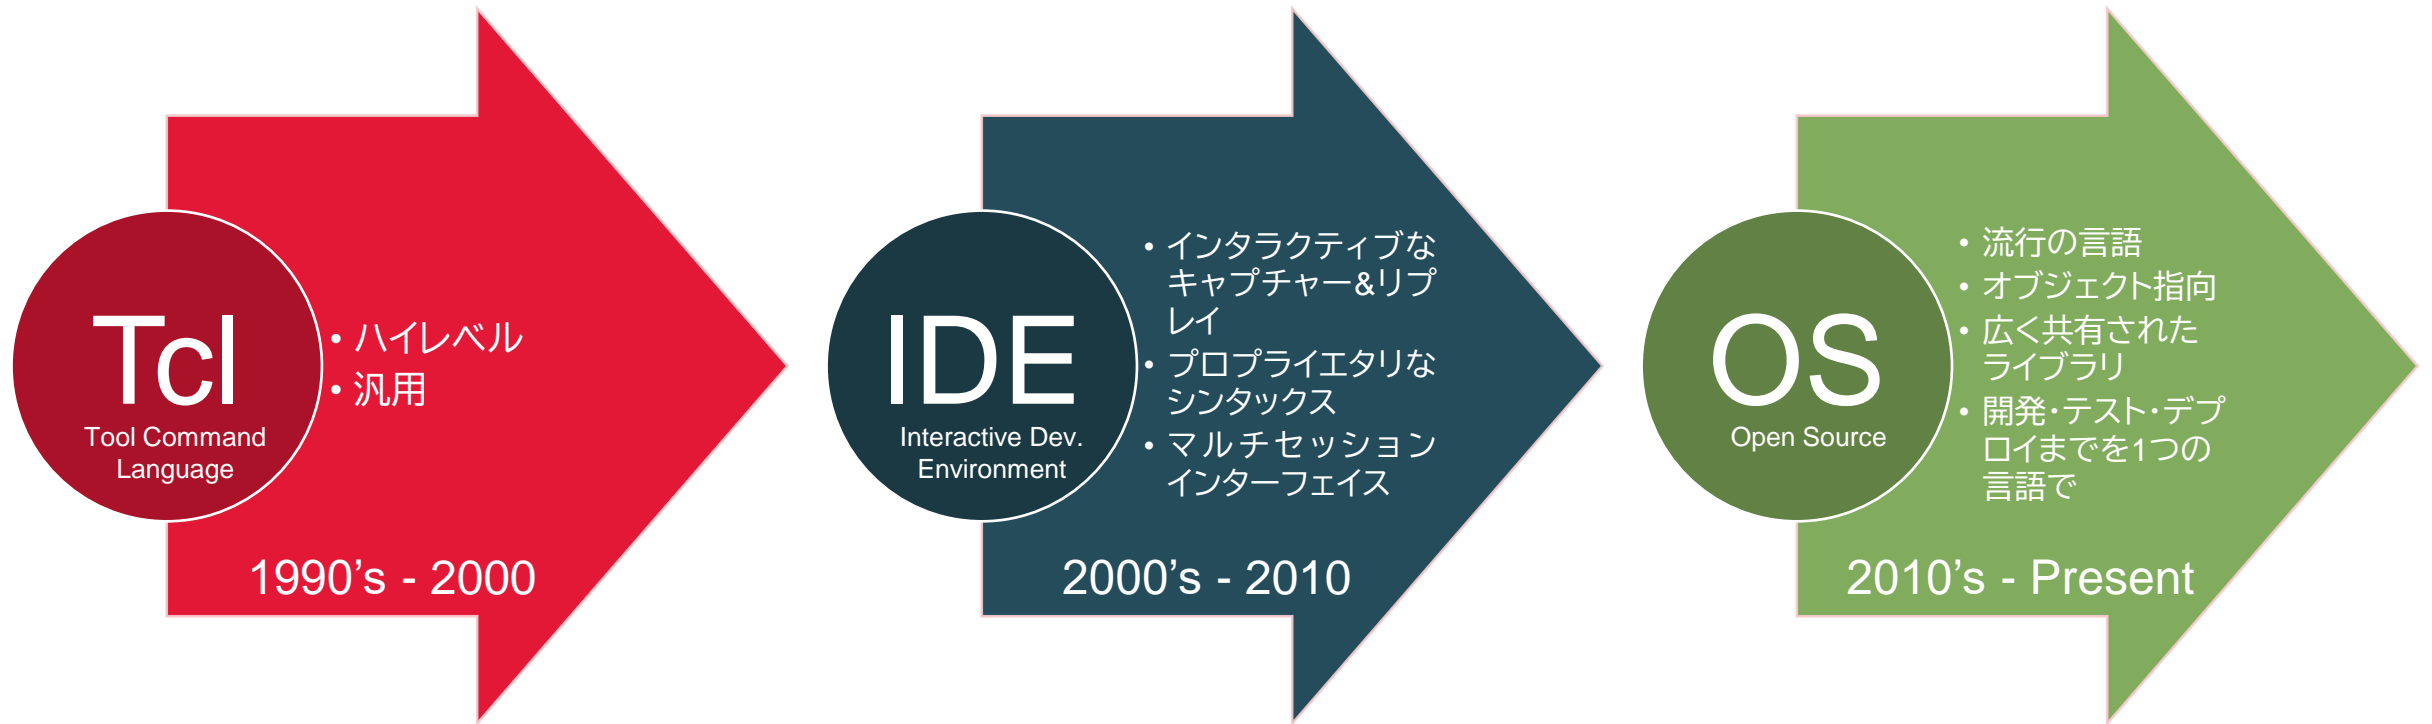 Tcl
Tool Command
Language
• ハイレベル
• 汎用
1990’s - 2000
IDE
Interactive Dev.
Environment
• インタラクティブな
キャプチャー&リプ
レイ
• プロプライエタリな
シンタックス
• マルチセッション
インターフェイス
2000’s - 2010
OS
Open Source
• 流行の言語
• オブジェクト指向
• 広く共有された
ライブラリ
• 開発・テスト・デプ
ロイまでを1つの
言語で
2010’s - Present